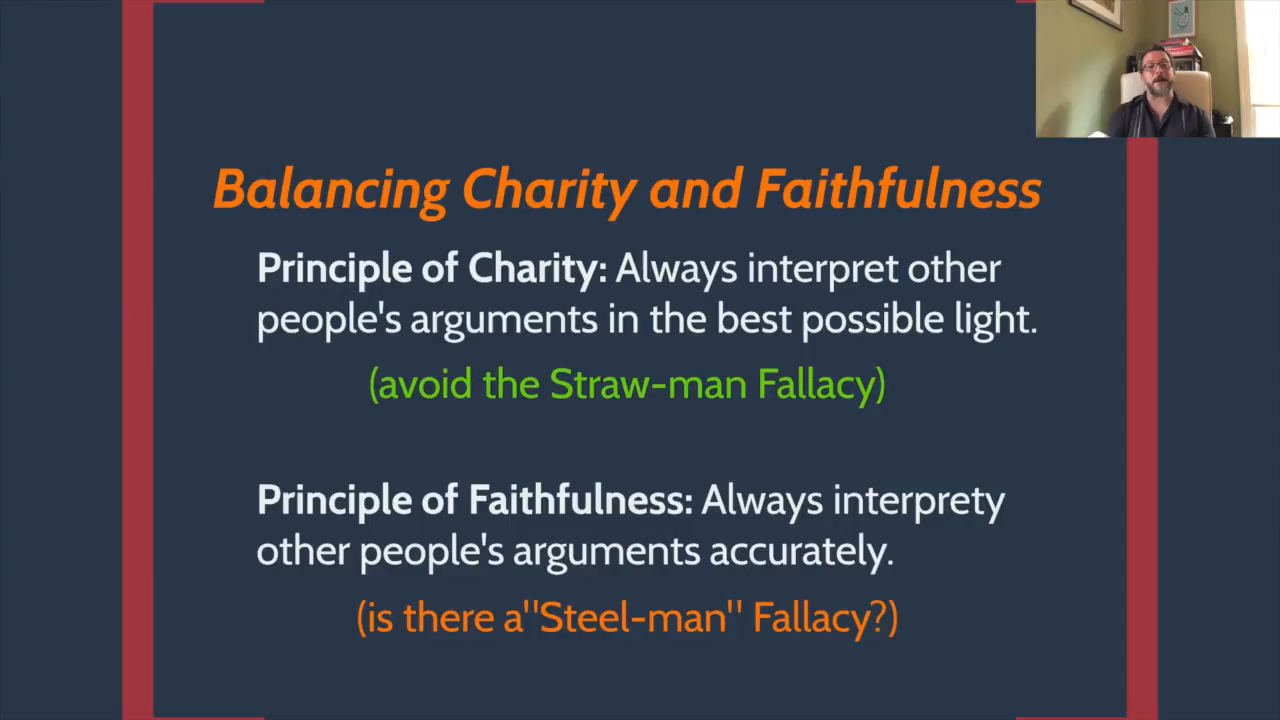 Balancing Charity and Faithfulness
Principle of Charity: Always interpret other
people's arguments in the best possible light.
(avoid the Straw-man Fallacy)
Principle of Faithfulness: Always interprety
other people's arguments accurately.
(is there a"Steel-man" Fallacy?)